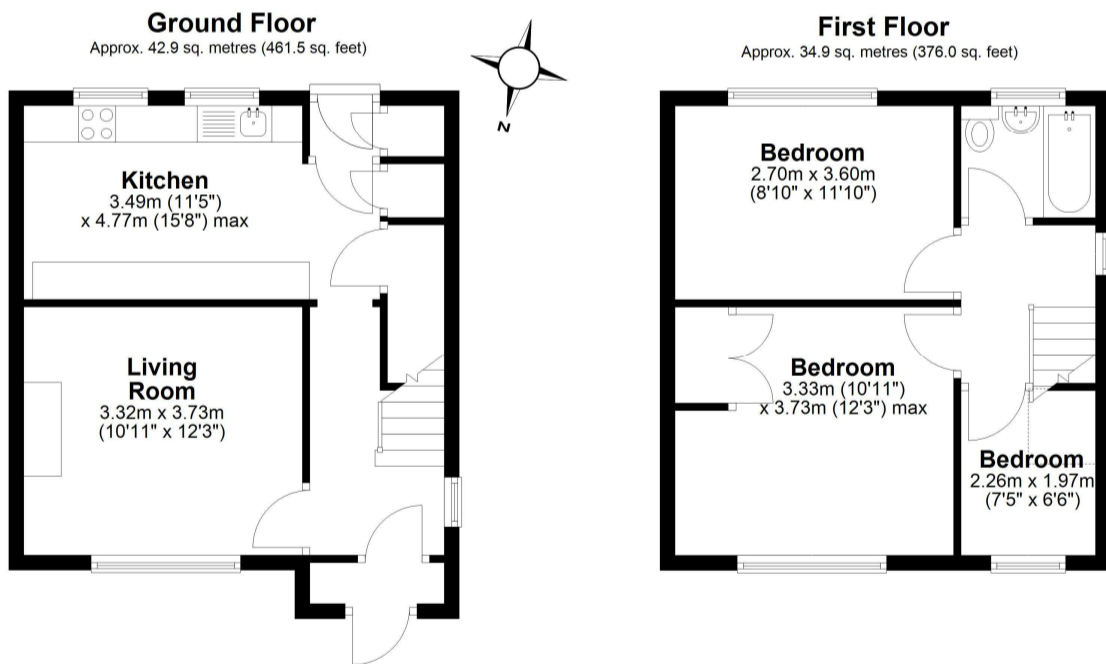 Ground Floor
Approx. 42.9 sq. metres (461.5 sq. feet)
N
Kitchen
3.49m (11'5")
x 4.77m (15'8") max
Living
Room
3.32m x 3.73m
(10'11" x 12'3")
First Floor
Approx. 34.9 sq. metres (376.0 sq. feet)
Bedroom
2.70m x 3.60m
(8'10" x 11'10")
Bedroom
3.33m (10'11")
x 3.73m (12'3") max
Bedroom
2.26m x 1.97m
(7'5" x 6'6")